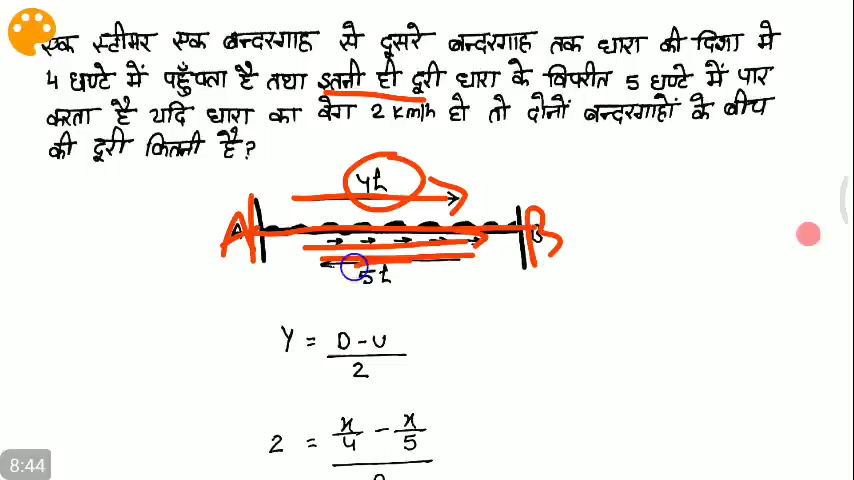 एक स्टीमर एक बन्दरगाह से दूसरे बन्दरगाह तक धारा की दिशा में
4 घण्टे में पहुँचता है तथा इतनी ही दूरी धारा के विपरीत 5 घण्टे में पार
करता है यदि धारा का वेग 2 Km/h हो तो दोनों बन्दरगाहों के बीच
की दूरी कितनी है?
4h
A B
5h
y = D - U / 2
2 = x/4 - x/5
8:44